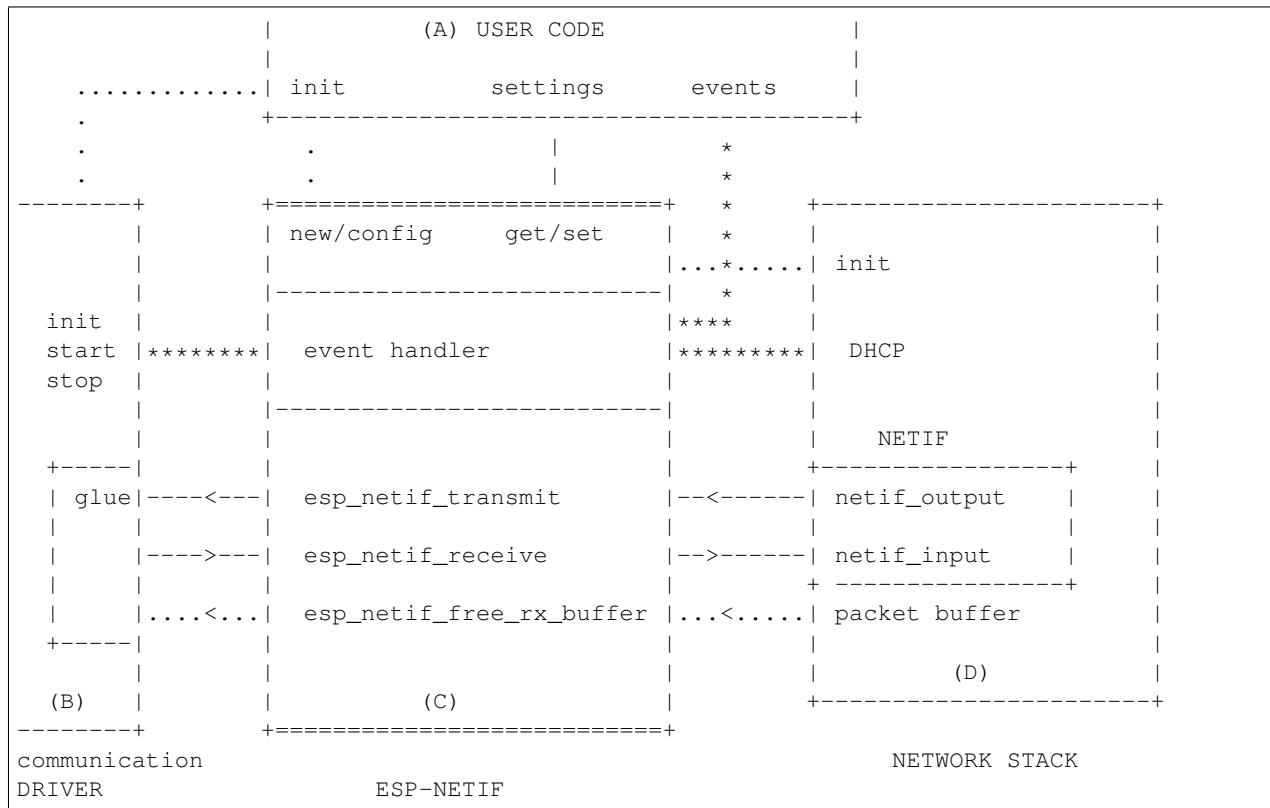 (A) USER CODE
init settings events
new/config get/set
init
init
start event handler DHCP
stop
NETIF
glue esp_netif_transmit netif_output
esp_netif_receive netif_input
esp_netif_free_rx_buffer packet buffer
(D)
(B) (C)
communication NETWORK STACK
DRIVER ESP-NETIF